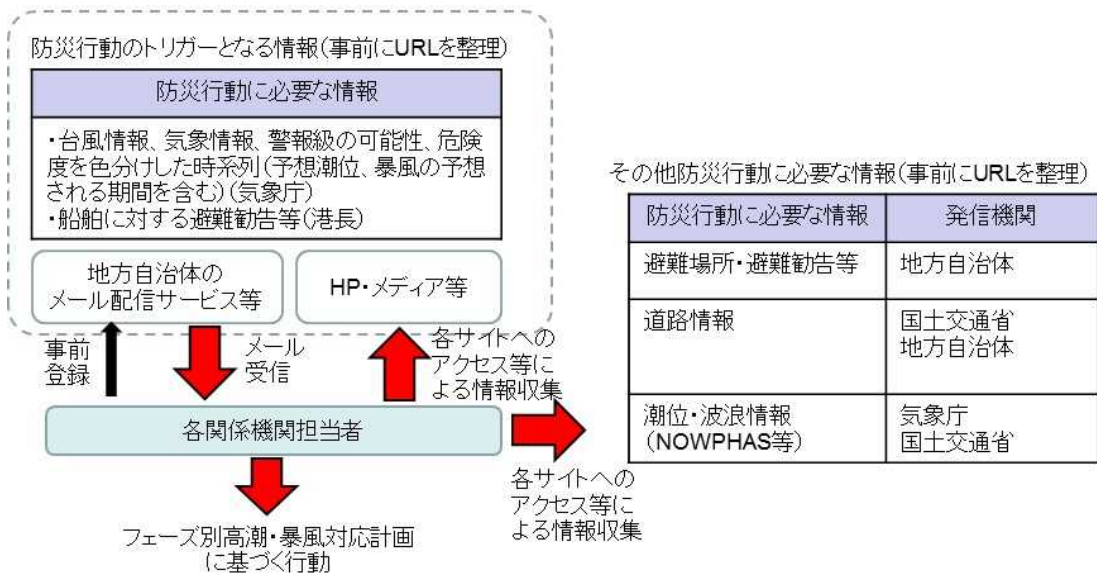 防災行動のトリガーとなる情報(事前にURLを整理)
防災行動に必要な情報
・台風情報、気象情報、警報級の可能性、危険
度を色分けした時系列(予想潮位、暴風の予想
される期間を含む)(気象庁)
・船舶に対する避難勧告等(港長)
地方自治体の
メール配信サービス等
HP・メディア等
事前
登録
メール
受信
各サイトへの
アクセス等に
よる情報収集
各関係機関担当者
各サイトへの
アクセス等に
よる情報収集
フェーズ別高潮・暴風対応計画
に基づく行動
その他防災行動に必要な情報(事前にURLを整理)
防災行動に必要な情報
発信機関
避難場所・避難勧告等
地方自治体
道路情報
国土交通省
地方自治体
潮位・波浪情報
(NOWPHAS等)
気象庁
国土交通省